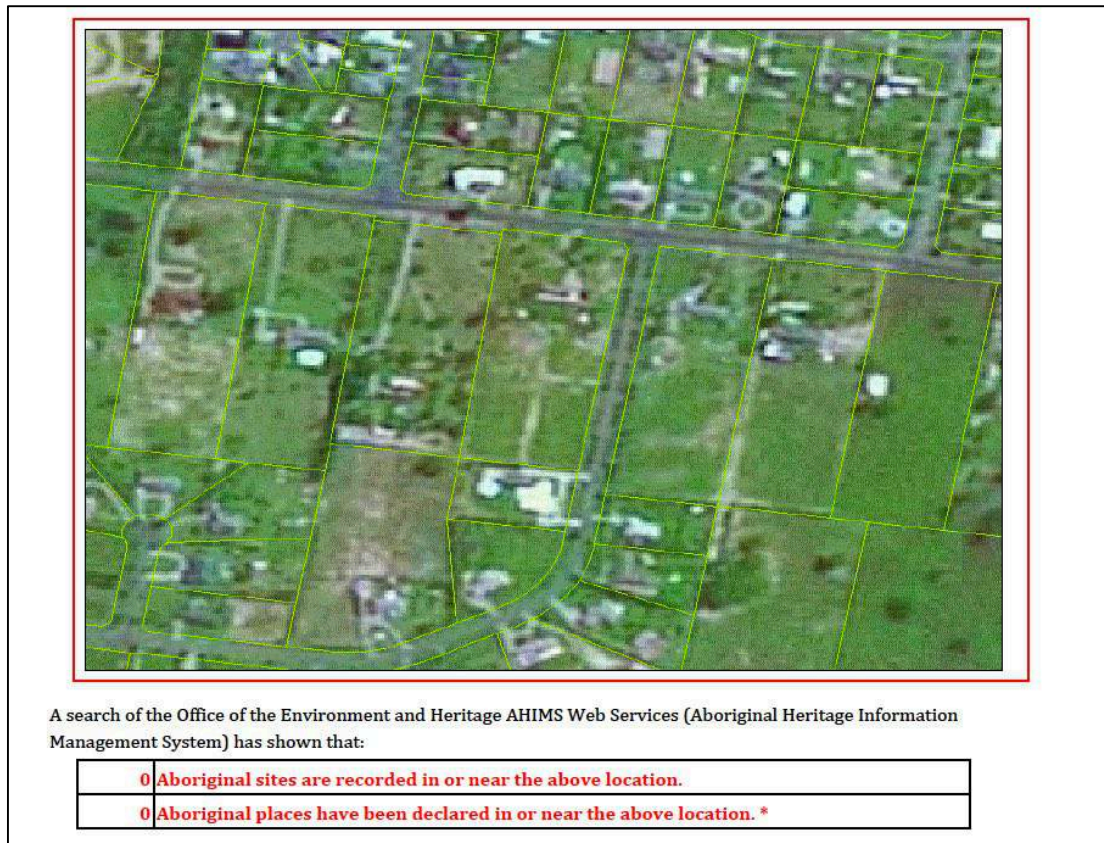 A search of the Office of the Environment and Heritage AHIMS Web Services (Aboriginal Heritage Information
Management System) has shown that:
0 Aboriginal sites are recorded in or near the above location.
0 Aboriginal places have been declared in or near the above location. *